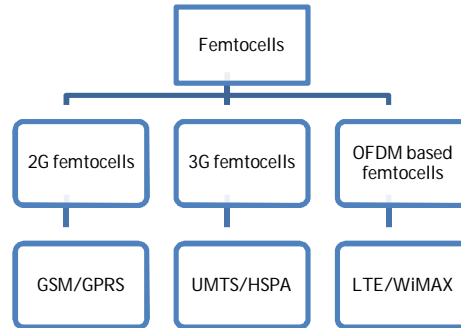 Femtocells
2G femtocells
3G femtocells
OFDM based
femtocells
GSM/GPRS
UMTS/HSPA
LTE/WiMAX